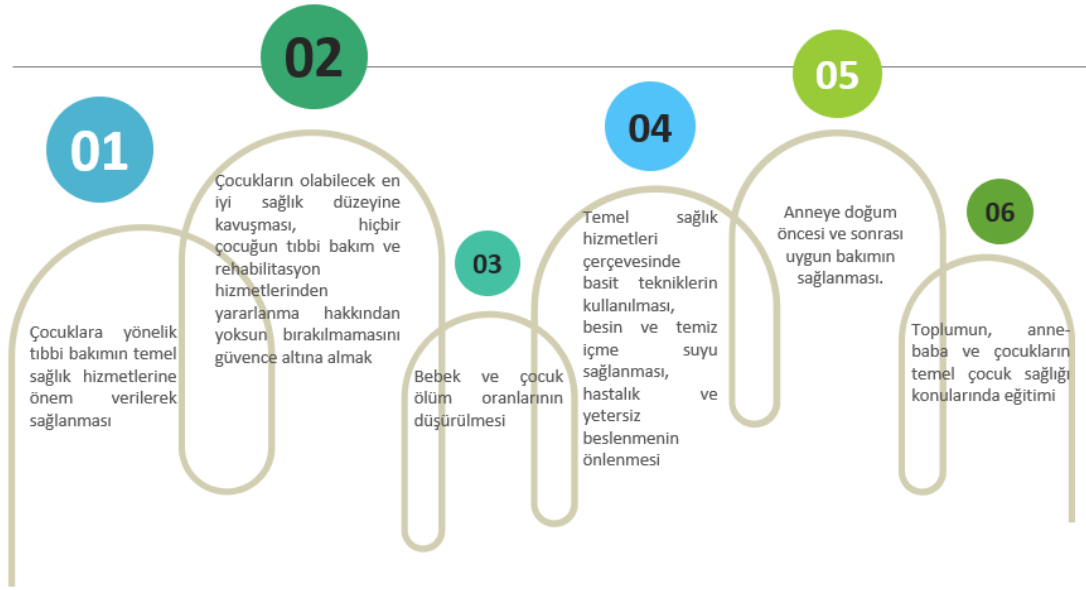 01
Çocuklara yönelik
tıbbi bakımın temel
sağlık hizmetlerine
önem verilerek
sağlanması
02
Çocukların olabilecek en
iyi sağlık düzeyine
kavuşması, hiçbir
çocuğun tıbbi bakım ve
rehabilitasyon
hizmetlerinden
yararlanma hakkından
yoksun bırakılmamasını
güvence altına almak
03
Bebek ve çocuk
ölüm oranlarının
düşürülmesi
04
Temel sağlık
hizmetleri
çerçevesinde
basit tekniklerin
kullanılması,
besin ve temiz
içme suyu
sağlanması,
hastalık ve
yetersiz
beslenmenin
önlenmesi
05
Anneye doğum
öncesi ve sonrası
uygun bakımın
sağlanması.
06
Toplumun, anne-
baba ve çocukların
temel çocuk sağlığı
konularında eğitimi